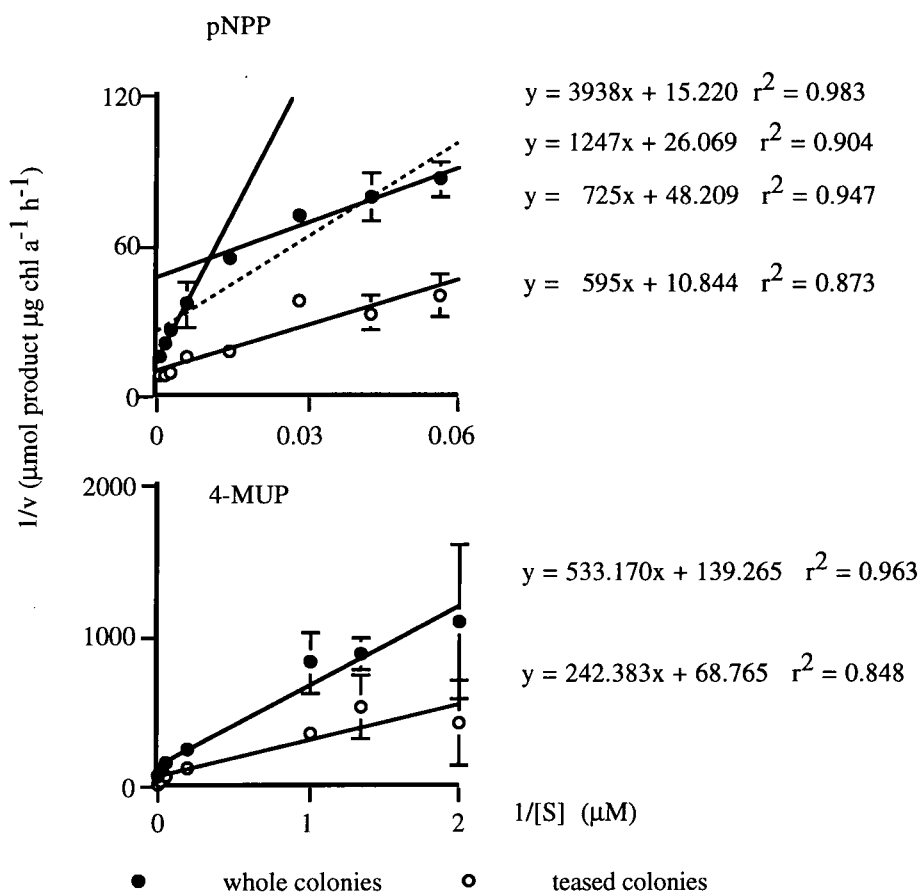 pNPP
1/v (µmol product µg chl a⁻¹ h⁻¹)
120
60
0
0
0.03
0.06
y = 3938x + 15.220 r² = 0.983
y = 1247x + 26.069 r² = 0.904
y = 725x + 48.209 r² = 0.947
y = 595x + 10.844 r² = 0.873
4-MUP
2000
1000
0
0
1
2
1/[S] (µM)
y = 533.170x + 139.265 r² = 0.963
y = 242.383x + 68.765 r² = 0.848
● whole colonies
○ teased colonies